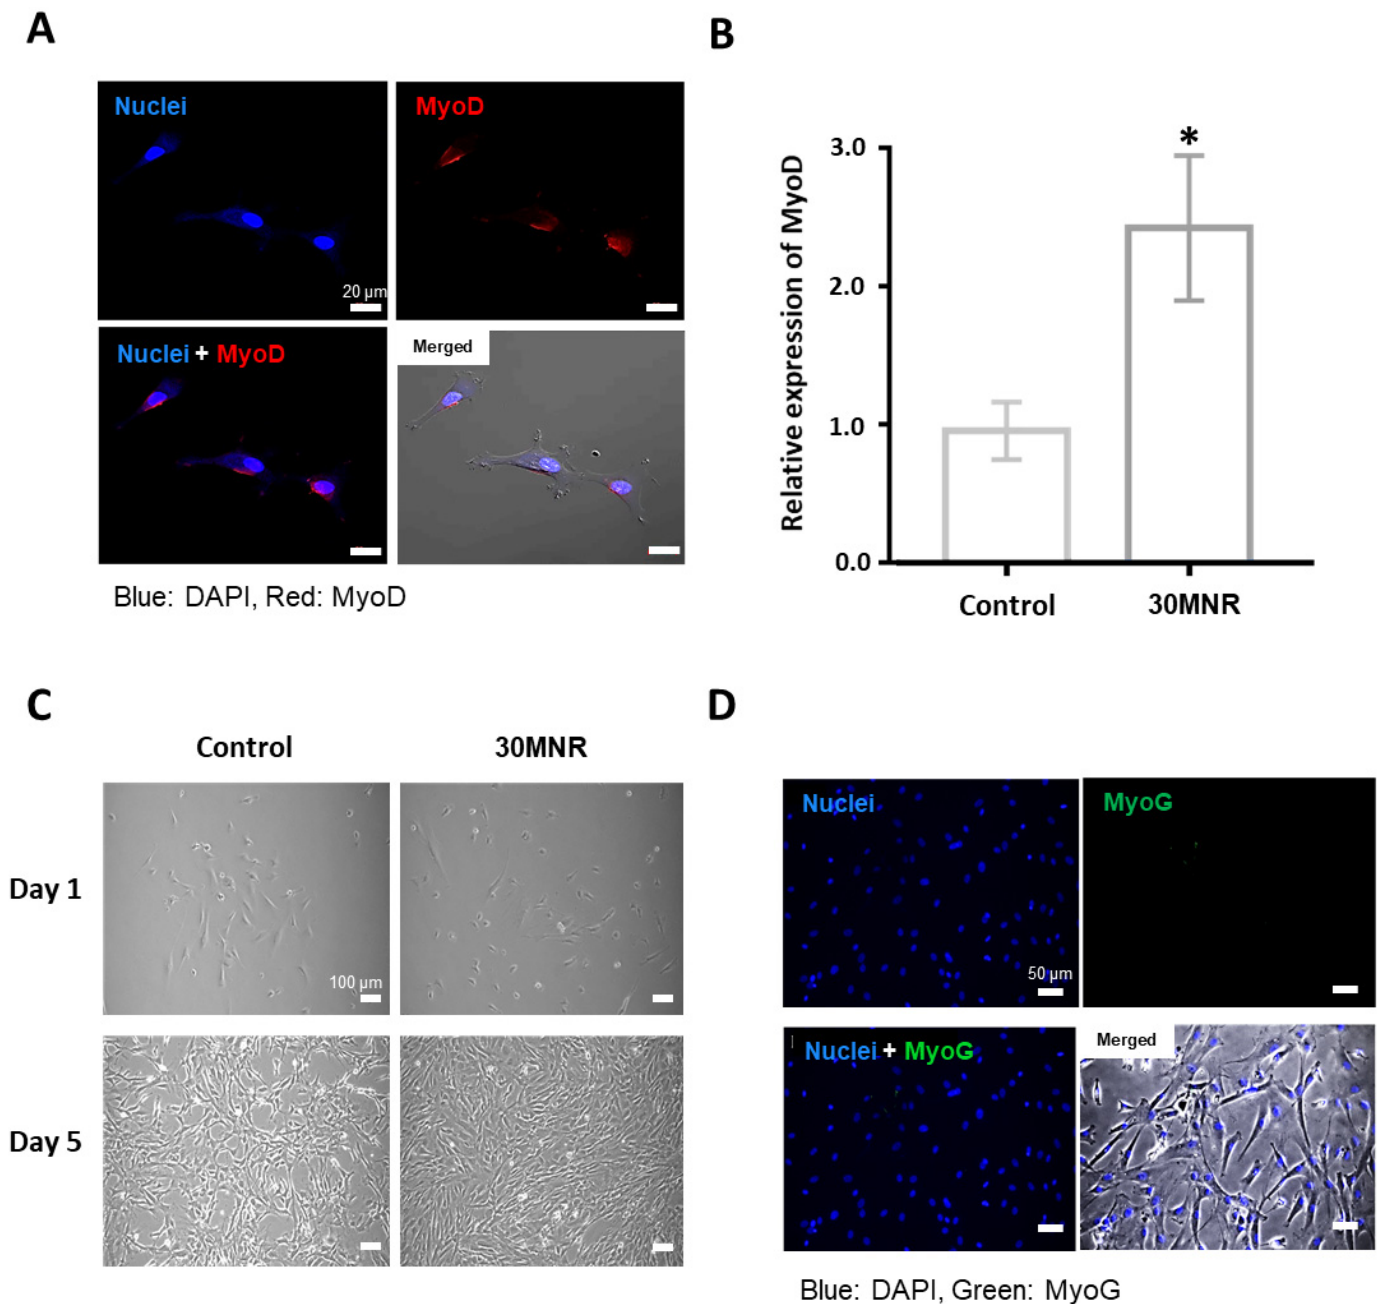 A
Nuclei
MyoD
20 µm
Nuclei + MyoD
Merged
Blue: DAPI, Red: MyoD
B
Relative expression of MyoD
3.0
2.0
1.0
0.0
*
Control
30MNR
C
Control
30MNR
Day 1
100 µm
Day 5
D
Nuclei
MyoG
50 µm
Nuclei + MyoG
Merged
Blue: DAPI, Green: MyoG